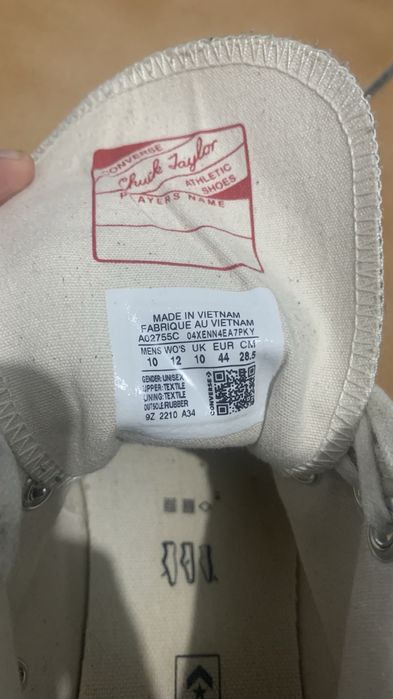 CONVERSE
Chuck Taylor
ATHLETIC
SHOES
PLAYERS NAME
MADE IN VIETNAM
FABRIQUE AU VIETNAM
A02755C 04XENN4EA7PKY
MENS WO'S UK EUR CM
10 12 10 44 28.5
GENDER:UNISEX
UPPER:TEXTILE
LINING:TEXTILE
OUTSOLE:RUBBER
9Z 2210 A34